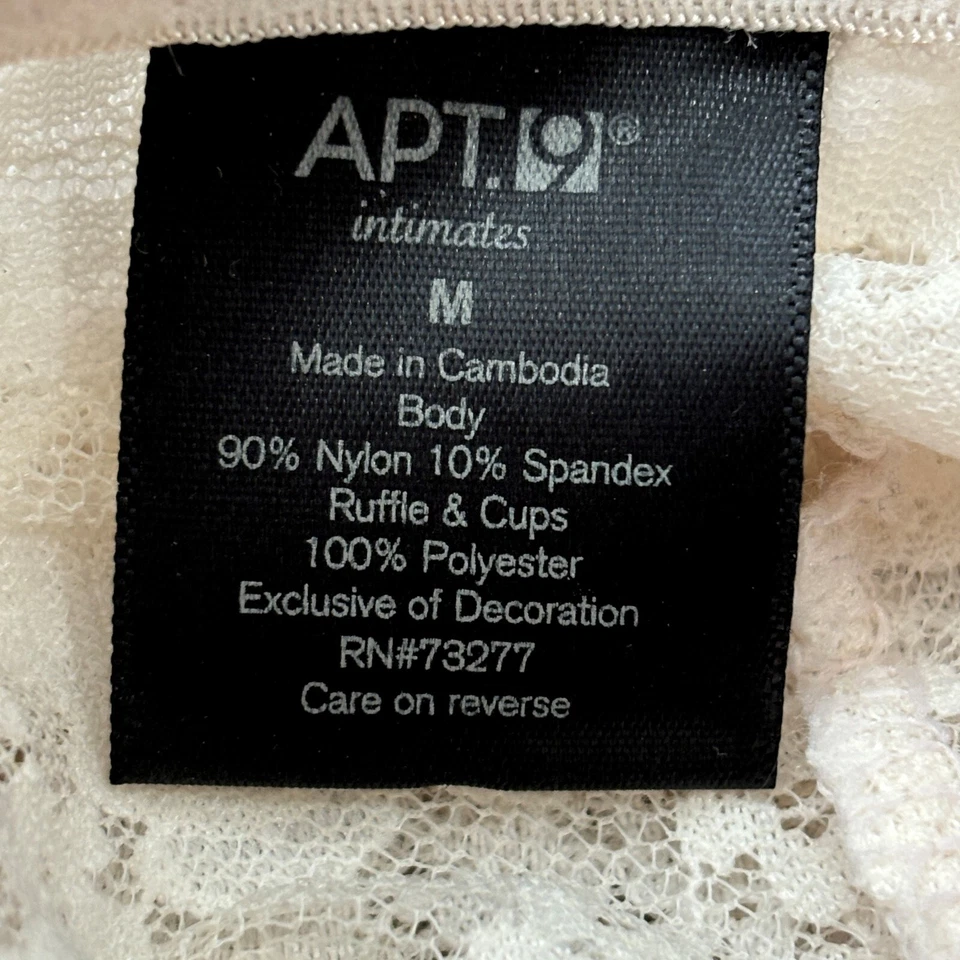 APT.9®
intimates
M
Made in Cambodia
Body
90% Nylon 10% Spandex
Ruffle & Cups
100% Polyester
Exclusive of Decoration
RN#73277
Care on reverse